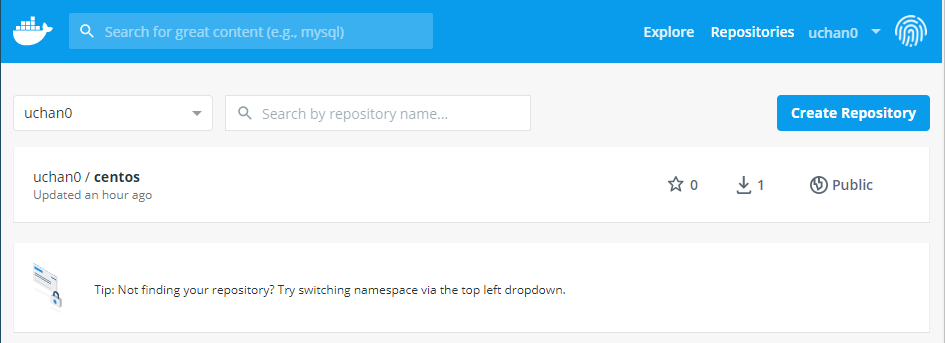 Search for great content (e.g., mysql) Explore Repositories uchan0
uchan0 Search by repository name... Create Repository
uchan0 / centos 0 1 Public
Updated an hour ago
Tip: Not finding your repository? Try switching namespace via the top left dropdown.